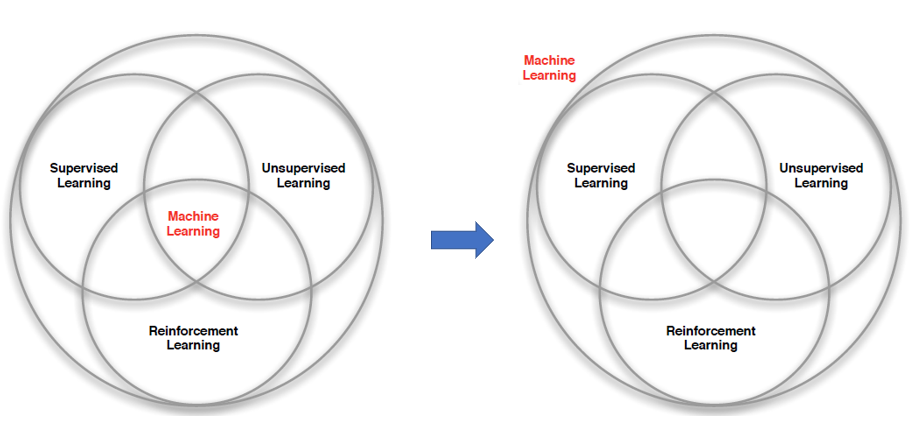 Supervised
Learning
Unsupervised
Learning
Machine
Learning
Reinforcement
Learning
Machine
Learning
Supervised
Learning
Unsupervised
Learning
Reinforcement
Learning